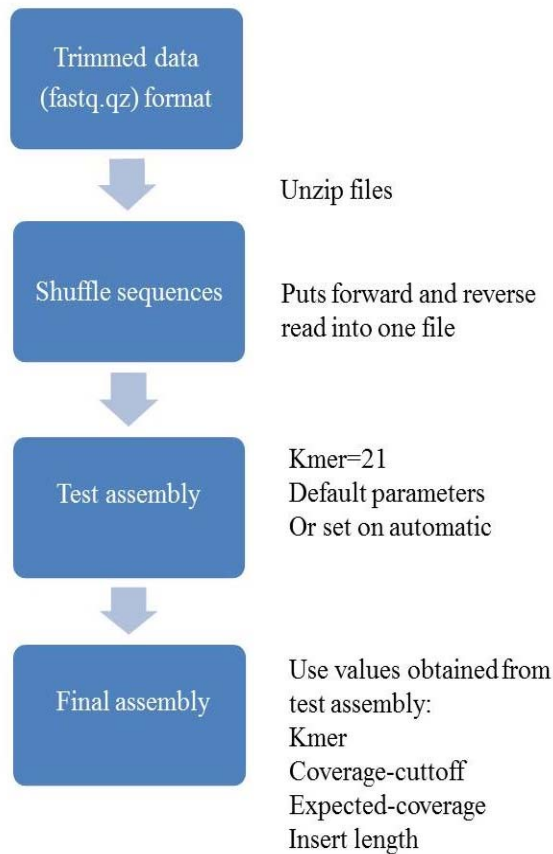 Trimmed data
(fastq.qz) format
Unzip files
Shuffle sequences
Puts forward and reverse
read into one file
Test assembly
Kmer=21
Default parameters
Or set on automatic
Final assembly
Use values obtained from
test assembly:
Kmer
Coverage-cuttoff
Expected-coverage
Insert length